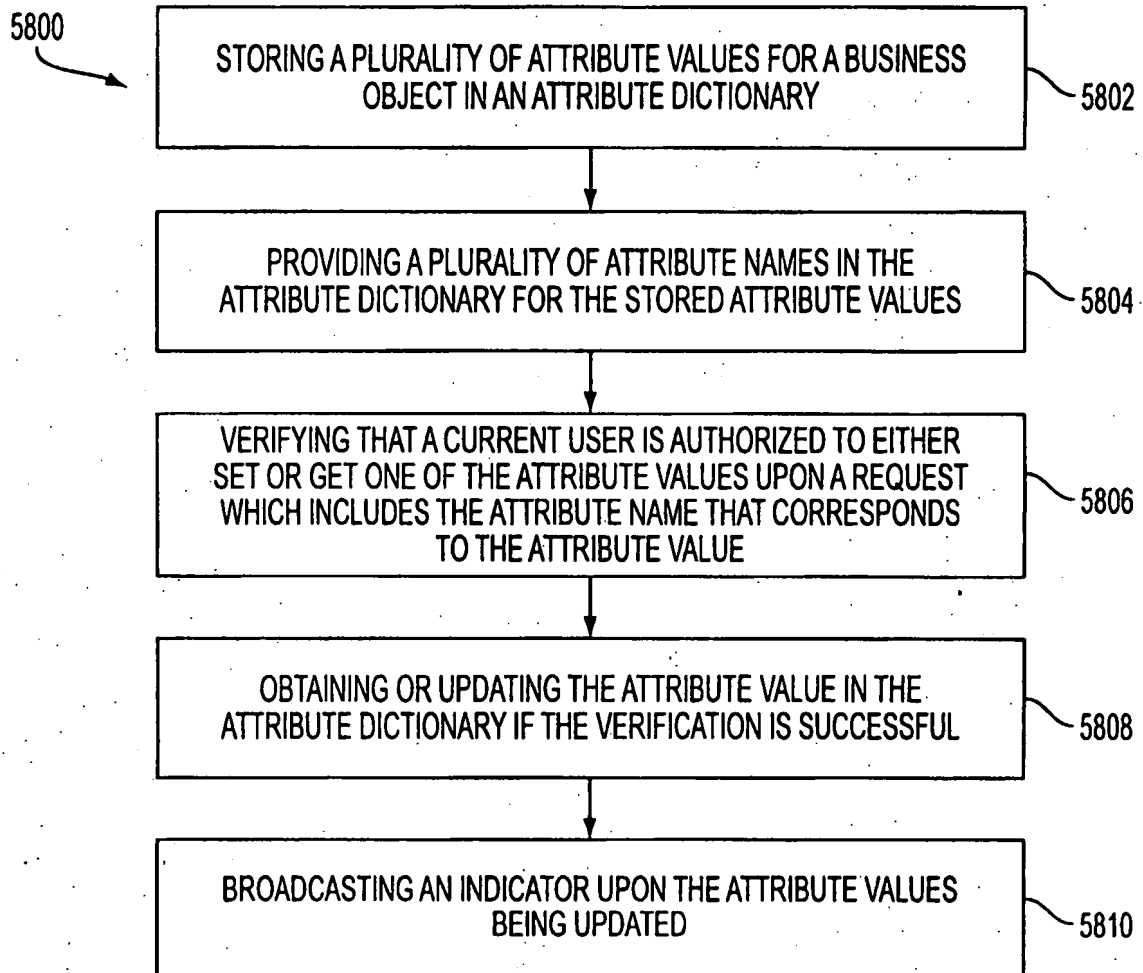 5800
STORING A PLURALITY OF ATTRIBUTE VALUES FOR A BUSINESS
OBJECT IN AN ATTRIBUTE DICTIONARY
5802
PROVIDING A PLURALITY OF ATTRIBUTE NAMES IN THE
ATTRIBUTE DICTIONARY FOR THE STORED ATTRIBUTE VALUES
5804
VERIFYING THAT A CURRENT USER IS AUTHORIZED TO EITHER
SET OR GET ONE OF THE ATTRIBUTE VALUES UPON A REQUEST
WHICH INCLUDES THE ATTRIBUTE NAME THAT CORRESPONDS
TO THE ATTRIBUTE VALUE
5806
OBTAINING OR UPDATING THE ATTRIBUTE VALUE IN THE
ATTRIBUTE DICTIONARY IF THE VERIFICATION IS SUCCESSFUL
5808
BROADCASTING AN INDICATOR UPON THE ATTRIBUTE VALUES
BEING UPDATED
5810